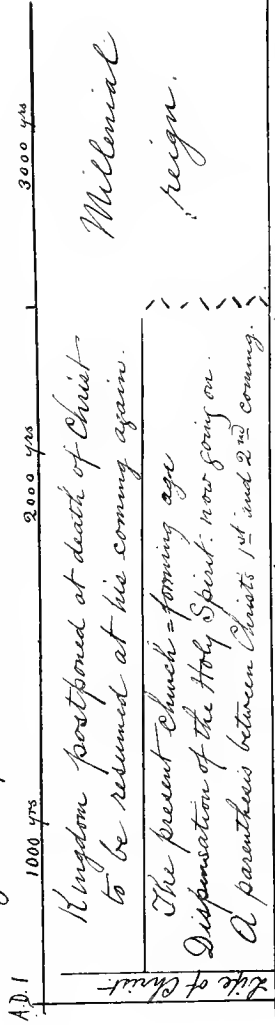 A.D. 1
1000 yrs
2000 yrs
3000 yrs
Life of Christ
Kingdom postponed at death of Christ
to be resumed at his coming again.
The present church = forming age
Dispensation of the Holy Spirit: now going on.
A parenthesis between Christs 1st and 2nd coming.
Millenial
reign.